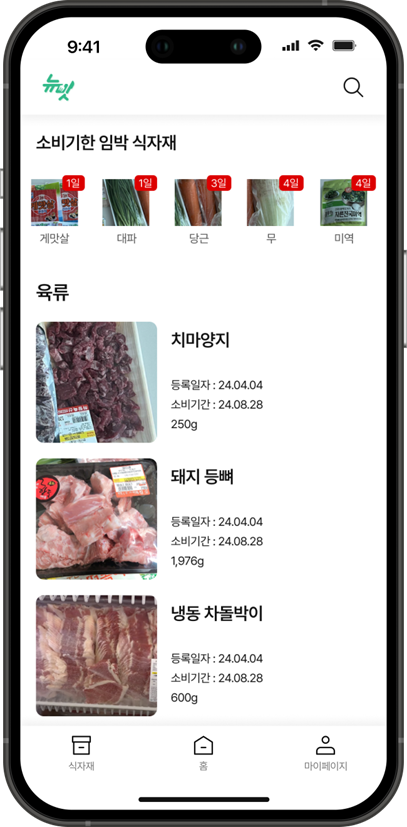 9:41
뉴밋
소비기한 임박 식자재
1일 1일 3일 4일 4일
게맛살 대파 당근 무 미역
육류
치마양지
등록일자 : 24.04.04
소비기간 : 24.08.28
250g
돼지 등뼈
등록일자 : 24.04.04
소비기간 : 24.08.28
1,976g
냉동 차돌박이
등록일자 : 24.04.04
소비기간 : 24.08.28
600g
식자재 홈 마이페이지